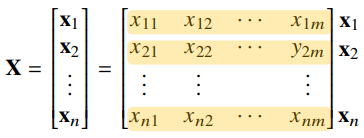 x₁ x₁₁ x₁₂ ⋯ x₁ₘ x₁
x₂ x₂₁ x₂₂ ⋯ y₂ₘ x₂
X = ⋮ = ⋮ ⋮ ⋮
xₙ xₙ₁ xₙ₂ ⋯ xₙₘ xₙ